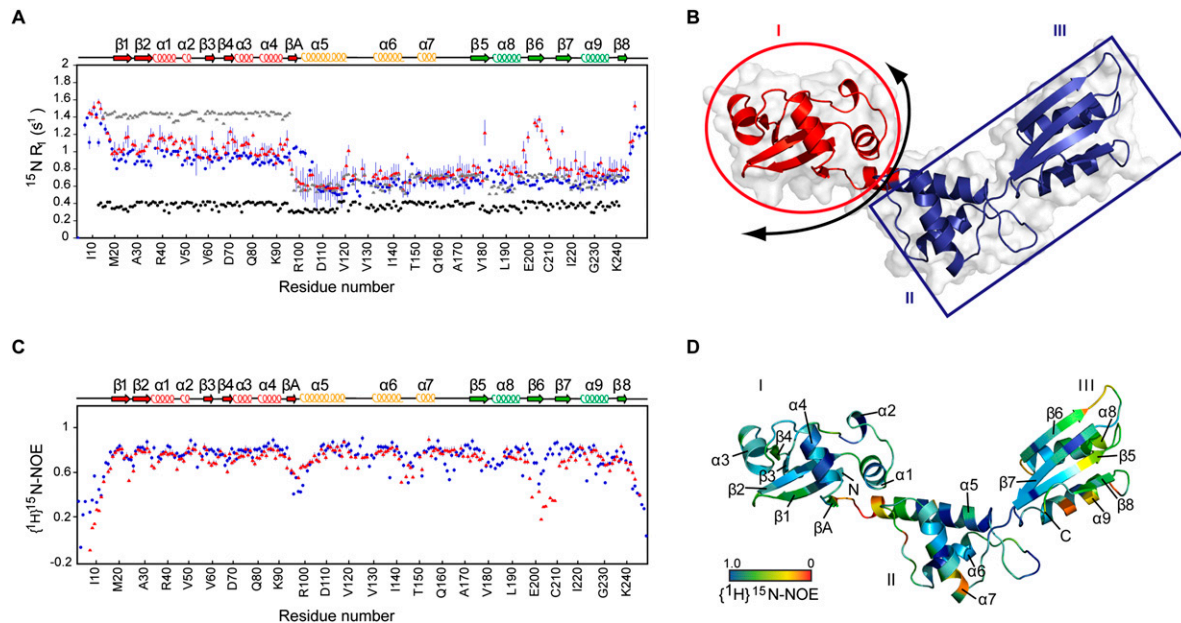 A
β1 β2 α1 α2 β3 β4 α3 α4 βA α5 α6 α7 β5 α8 β6 β7 α9 β8
2
1.8
1.6
1.4
1.2
1
0.8
0.6
0.4
0.2
0
¹⁵N R₁ (s⁻¹)
I10 M20 A30 R40 V50 V60 D70 Q80 K90 R100 D110 V120 V130 I140 T150 Q160 A170 V180 L190 E200 C210 I220 G230 K240
Residue number
B
I
III
II
C
β1 β2 α1 α2 β3 β4 α3 α4 βA α5 α6 α7 β5 α8 β6 β7 α9 β8
1
0.6
0.2
-0.2
{¹H}¹⁵N-NOE
I10 M20 A30 R40 V50 V60 D70 Q80 K90 R100 D110 V120 V130 I140 T150 Q160 A170 V180 L190 E200 C210 I220 G230 K240
Residue number
D
I
III
α4
α2
β6
α8
β4
α3
β3
β5
N
α1
α5
β7
β2
β1
βA
α9
β8
C
α6
II
α7
1.0 0
{¹H}¹⁵N-NOE